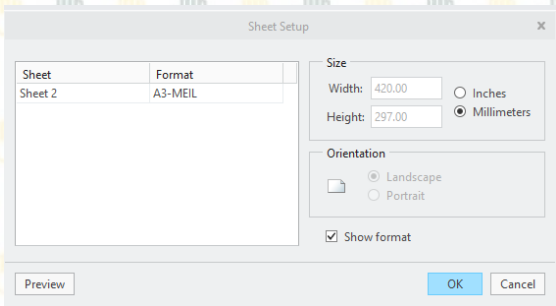 Sheet Setup
Sheet Format
Sheet 2 A3-MEIL
Size
Width: 420.00
Height: 297.00
Inches
Millimeters
Orientation
Landscape
Portrait
Show format
Preview OK Cancel